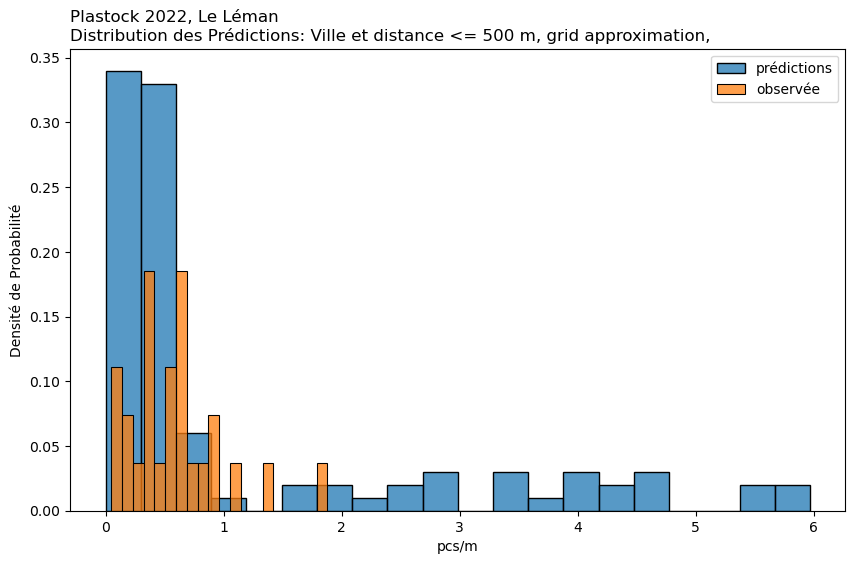 Plastock 2022, Le Léman
Distribution des Prédictions: Ville et distance <= 500 m, grid approximation,
prédictions
observée
Densité de Probabilité
0.35
0.30
0.25
0.20
0.15
0.10
0.05
0.00
0 1 2 3 4 5 6
pcs/m